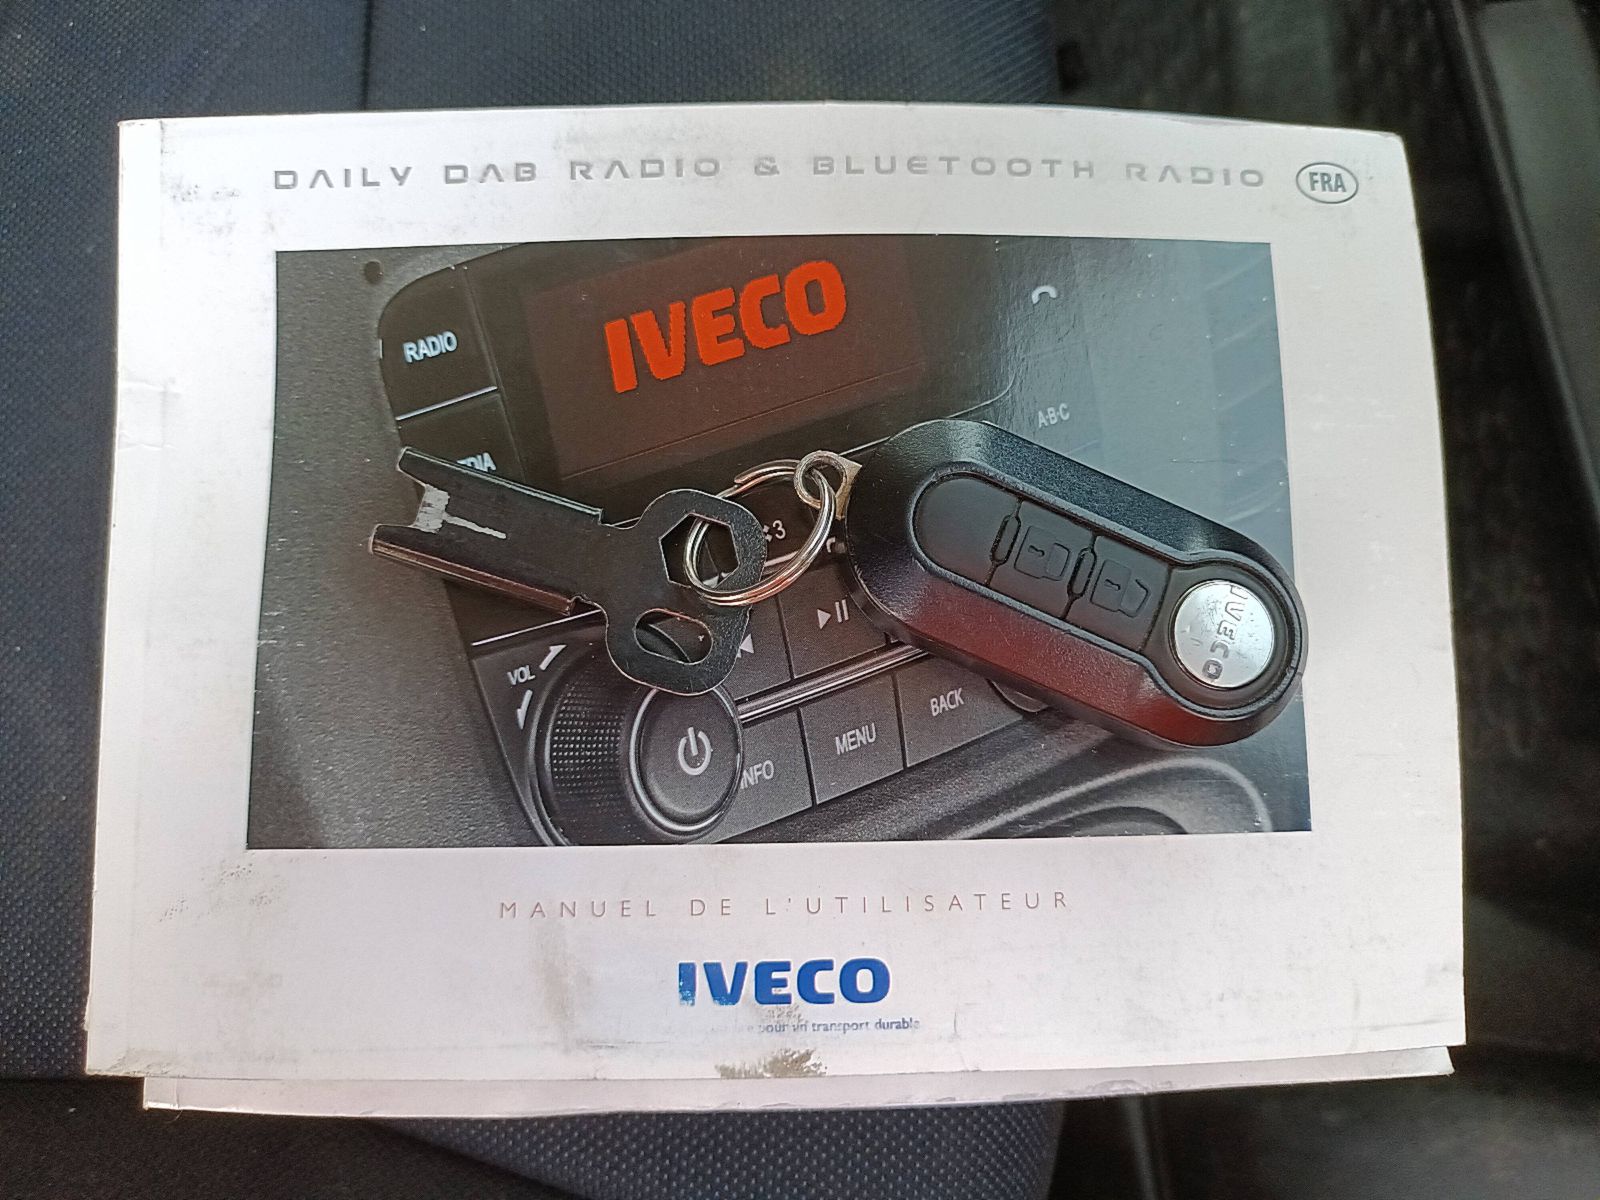 DAILY DAB RADIO & BLUETOOTH RADIO
FRA
IVECO
RADIO
A·B·C
3
VOL
INFO
MENU
BACK
IVECO
MANUEL DE L'UTILISATEUR
IVECO
pour un transport durable